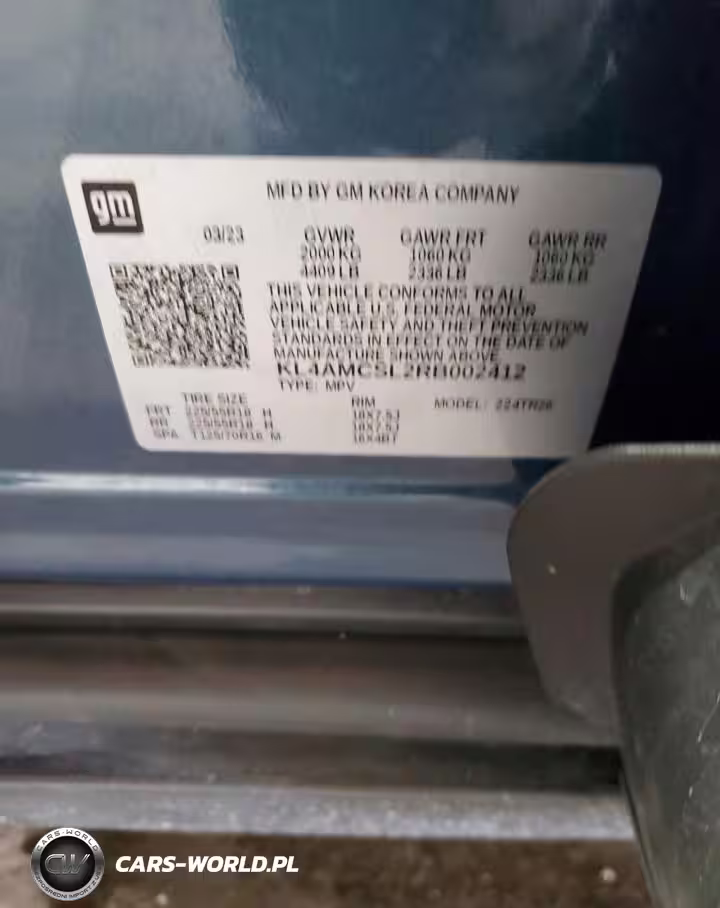 gm
MFD BY GM KOREA COMPANY
03/23 GVWR GAWR FRT GAWR RR
2000 KG 1060 KG 1060 KG
4409 LB 2336 LB 2336 LB
THIS VEHICLE CONFORMS TO ALL
APPLICABLE U.S. FEDERAL MOTOR
VEHICLE SAFETY AND THEFT PREVENTION
STANDARDS IN EFFECT ON THE DATE OF
MANUFACTURE SHOWN ABOVE
KL4AMCSL2RB002412
TYPE: MPV
TIRE SIZE RIM MODEL: 224TR26
FRT 225/55R18 H 18X7.5J
RR 225/55R18 H 18X7.5J
SPA T125/70R16 M 16X4BT
CARS-WORLD
CW
CARS-WORLD.PL